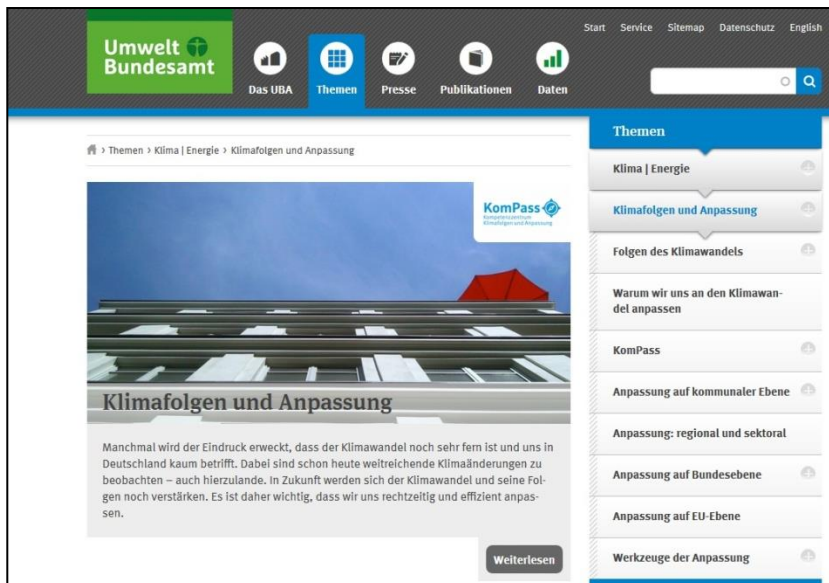 Start Service Sitemap Datenschutz English
Umwelt
Bundesamt
Das UBA Themen Presse Publikationen Daten
› Themen › Klima | Energie › Klimafolgen und Anpassung
KomPass
Kompetenzzentrum
Klimafolgen und Anpassung
Klimafolgen und Anpassung
Manchmal wird der Eindruck erweckt, dass der Klimawandel noch sehr fern ist und uns in
Deutschland kaum betrifft. Dabei sind schon heute weitreichende Klimaänderungen zu
beobachten – auch hierzulande. In Zukunft werden sich der Klimawandel und seine Fol-
gen noch verstärken. Es ist daher wichtig, dass wir uns rechtzeitig und effizient anpas-
sen.
Weiterlesen
Themen
Klima | Energie
Klimafolgen und Anpassung
Folgen des Klimawandels
Warum wir uns an den Klimawan-
del anpassen
KomPass
Anpassung auf kommunaler Ebene
Anpassung: regional und sektoral
Anpassung auf Bundesebene
Anpassung auf EU-Ebene
Werkzeuge der Anpassung